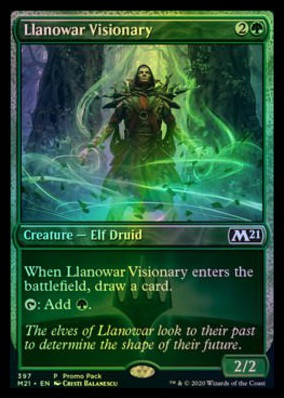 Llanowar Visionary 2
Creature — Elf Druid M21
When Llanowar Visionary enters the
battlefield, draw a card.
: Add .
The elves of Llanowar look to their past
to determine the shape of their future.
2/2
397 P Promo Pack
M21 • EN CRISTI BALANESCU ™ & © 2020 Wizards of the Coast